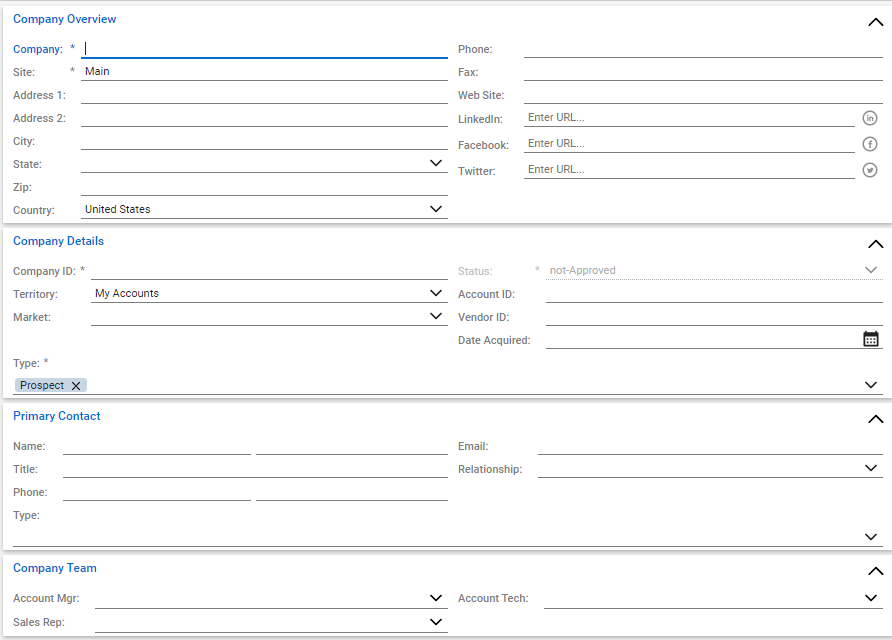 Company Overview
Company: *
Site: * Main
Address 1:
Address 2:
City:
State:
Zip:
Country: United States
Phone:
Fax:
Web Site:
LinkedIn: Enter URL...
Facebook: Enter URL...
Twitter: Enter URL...
Company Details
Company ID: *
Territory: My Accounts
Market:
Status: * not-Approved
Account ID:
Vendor ID:
Date Acquired:
Type: *
Prospect X
Primary Contact
Name:
Title:
Phone:
Type:
Email:
Relationship:
Company Team
Account Mgr:
Sales Rep:
Account Tech: